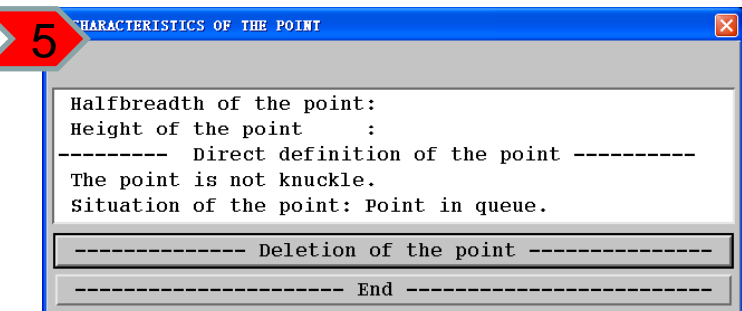 5
CHARACTERISTICS OF THE POINT
Halfbreadth of the point:
Height of the point :
--------- Direct definition of the point ----------
The point is not knuckle.
Situation of the point: Point in queue.
-------------- Deletion of the point ---------------
---------------------- End -------------------------